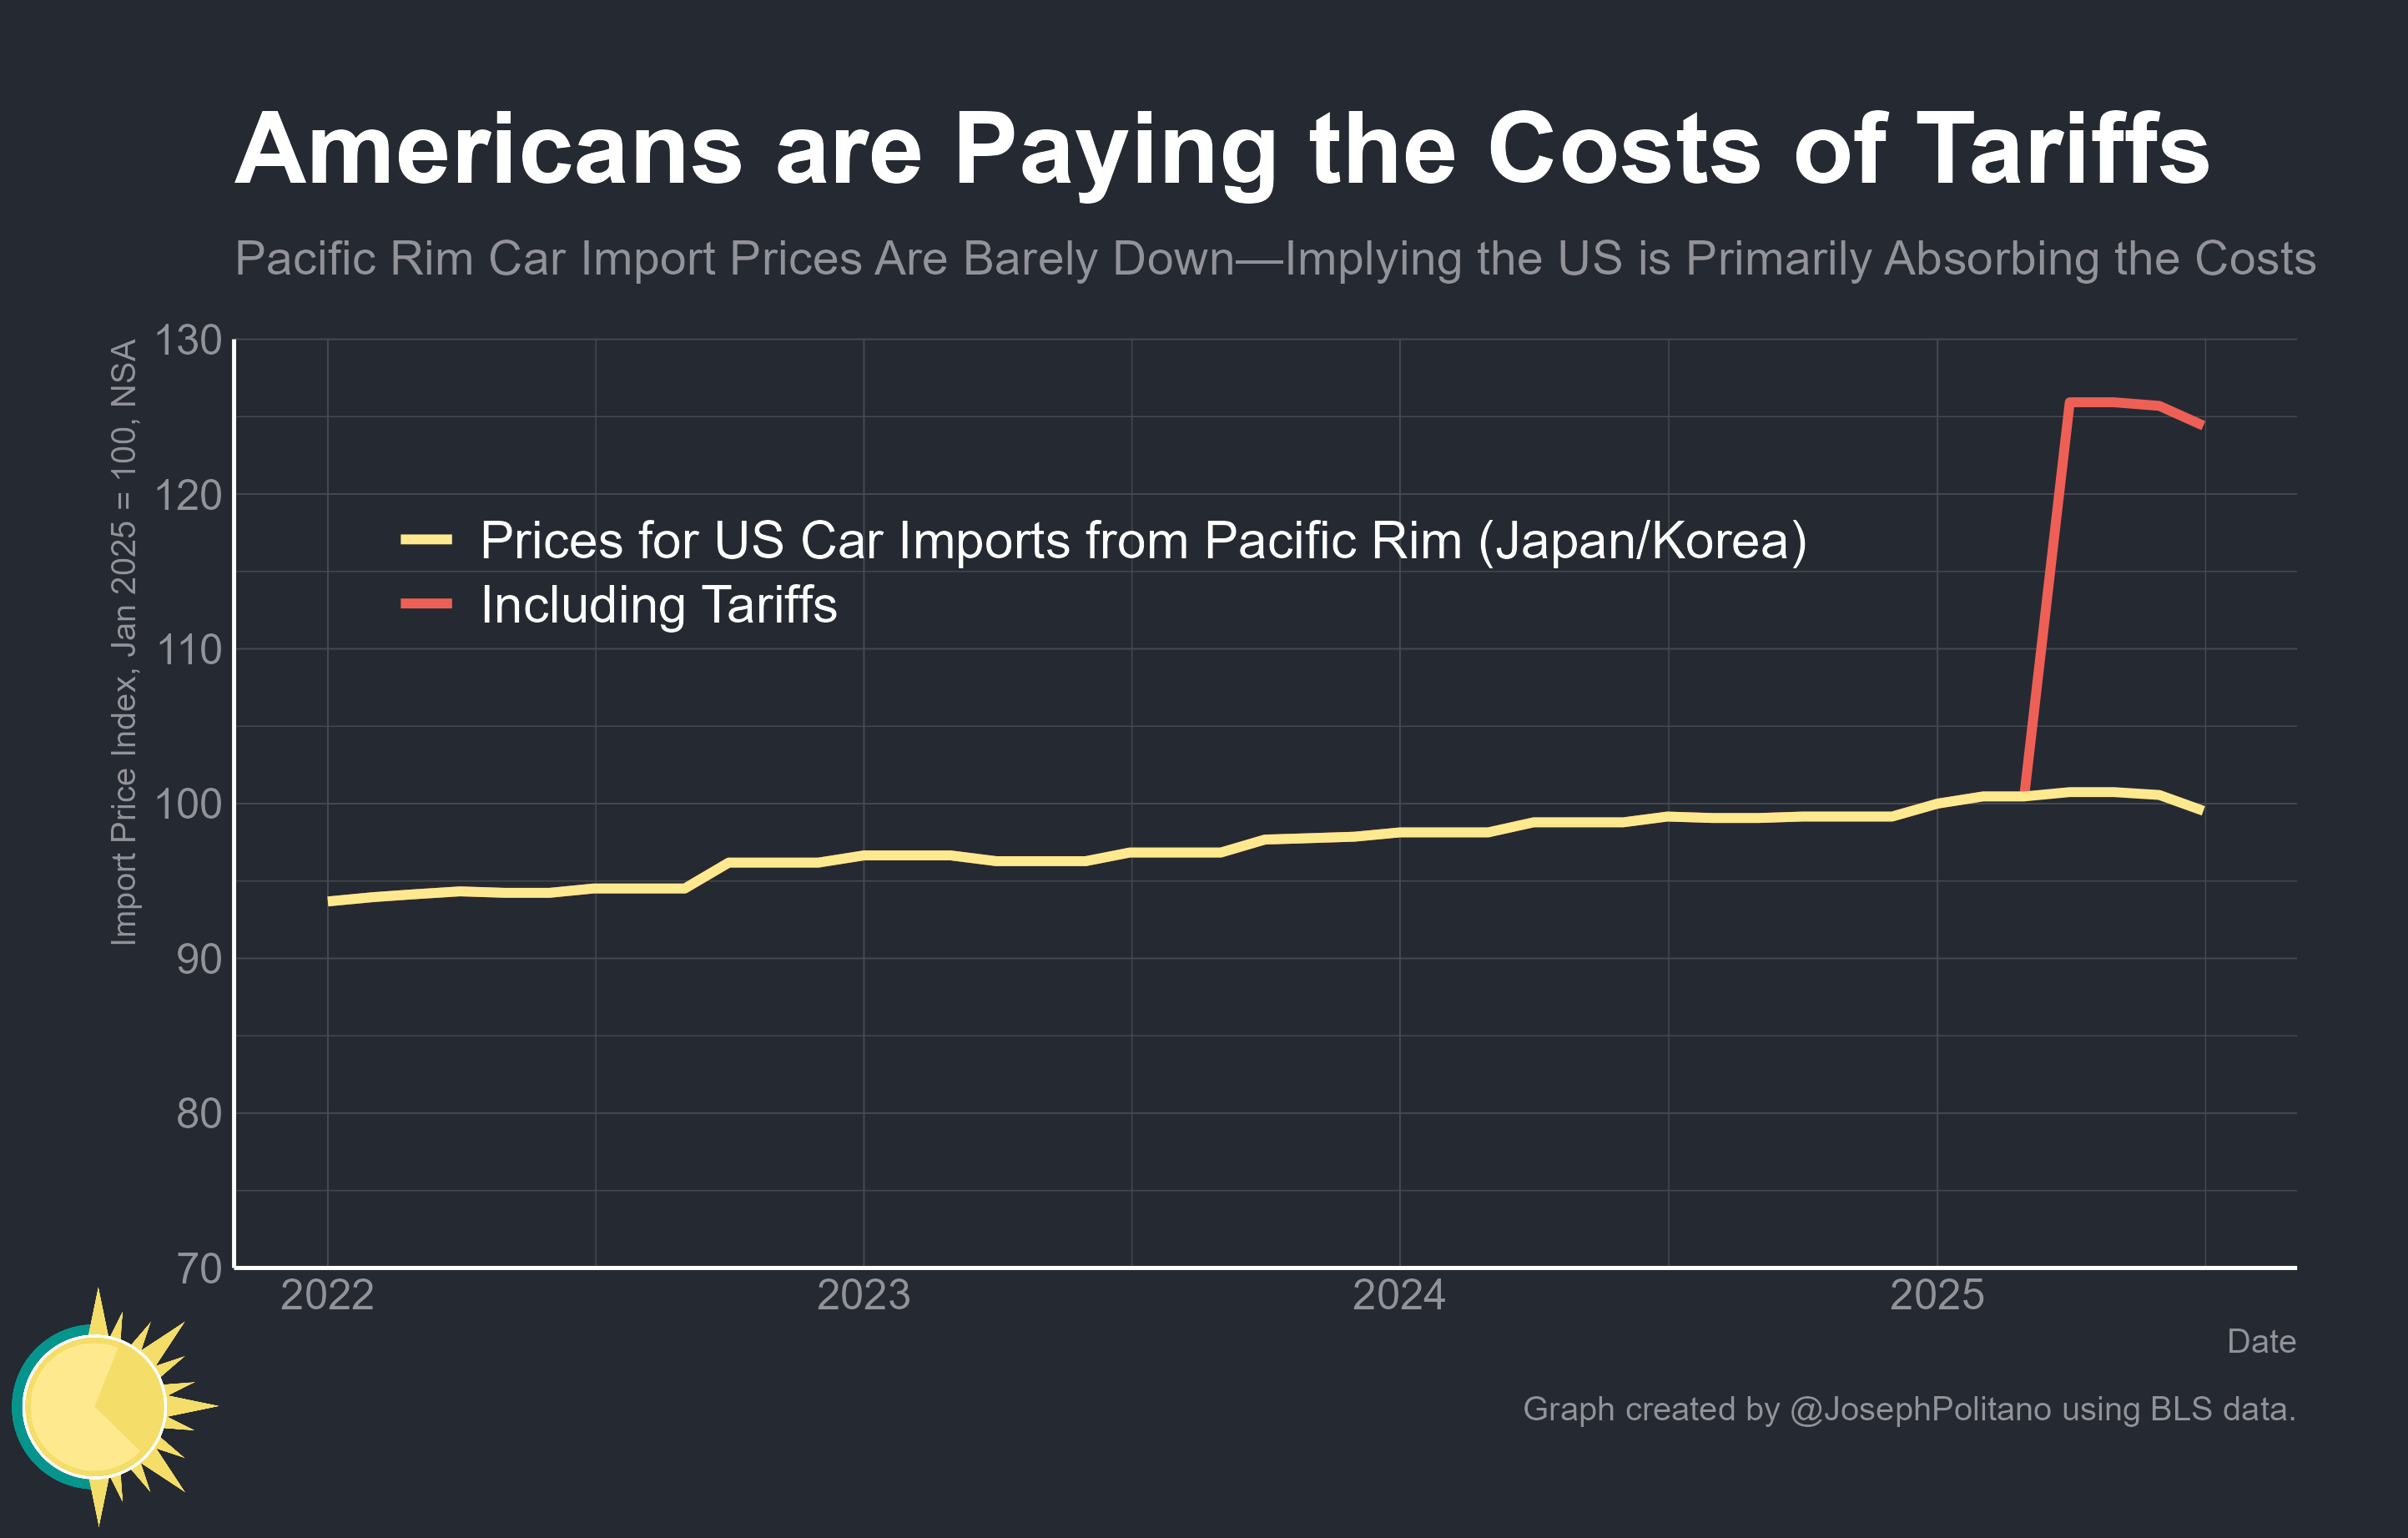 Americans are Paying the Costs of Tariffs
Pacific Rim Car Import Prices Are Barely Down—Implying the US is Primarily Absorbing the Costs
Import Price Index, Jan 2025 = 100, NSA
130
120
110
100
90
80
70
Prices for US Car Imports from Pacific Rim (Japan/Korea)
Including Tariffs
2022
2023
2024
2025
Date
Graph created by @JosephPolitano using BLS data.